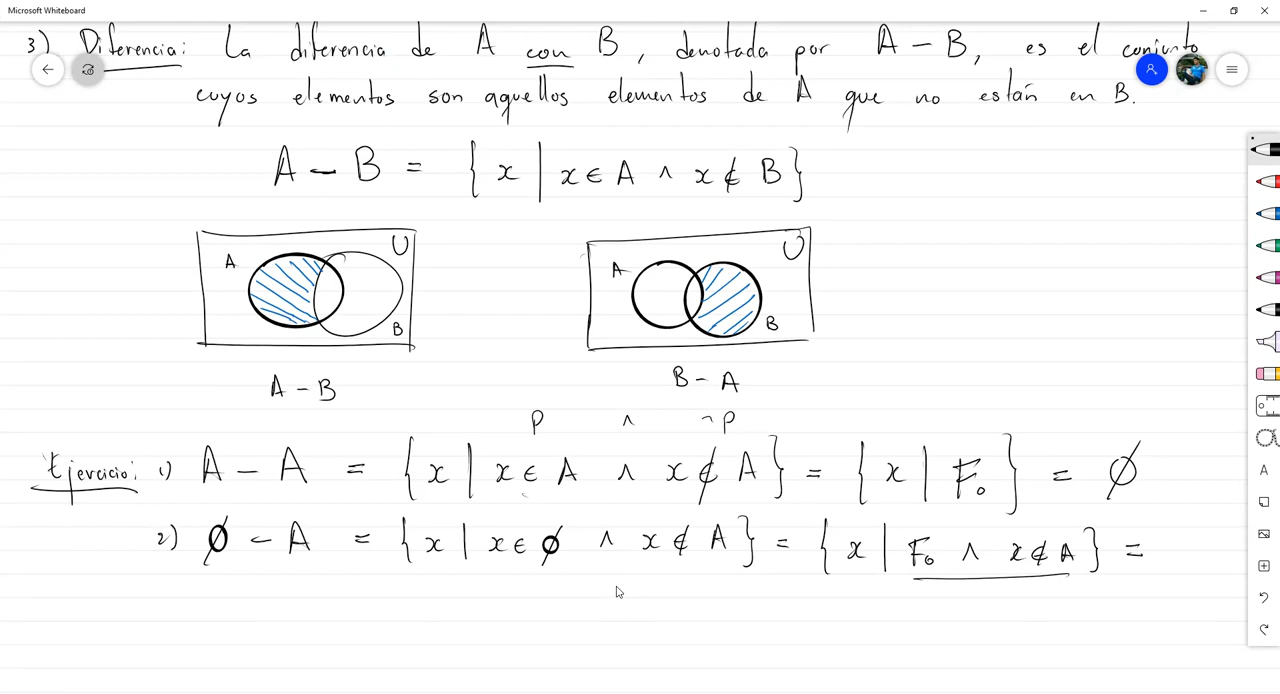 Microsoft Whiteboard
3) Diferencia: La diferencia de A con B, denotada por A - B, es el conjunto
cuyos elementos son aquellos elementos de A que no están en B.
A - B = { x | x ∈ A ∧ x ∉ B }
A U B
A U B
A - B
B - A
p ∧ ¬p
Ejercicio: 1) A - A = { x | x ∈ A ∧ x ∉ A } = { x | F₀ } = ∅
2) ∅ - A = { x | x ∈ ∅ ∧ x ∉ A } = { x | F₀ ∧ x ∉ A } =